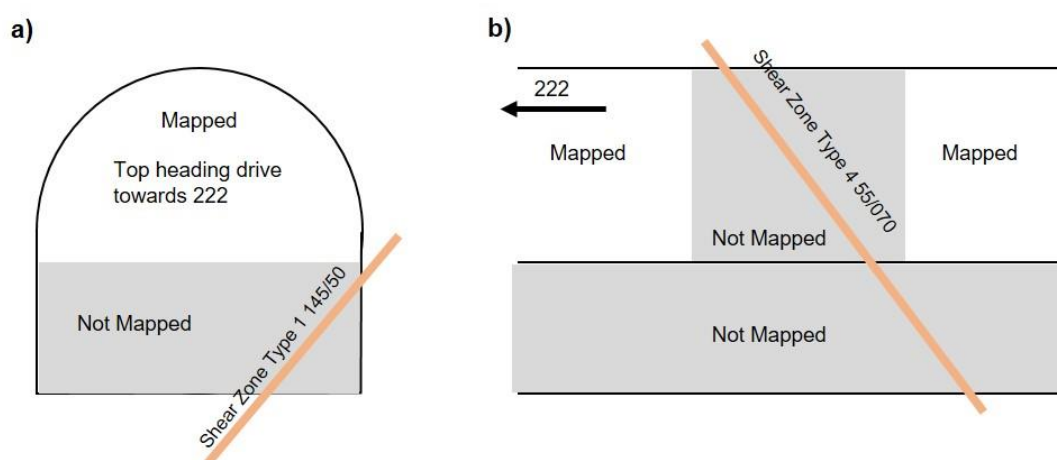 a)
Mapped
Top heading drive
towards 222
Not Mapped
Shear Zone Type 1 145/50
b)
222
Mapped
Shear Zone Type 4 55/070
Mapped
Not Mapped
Not Mapped